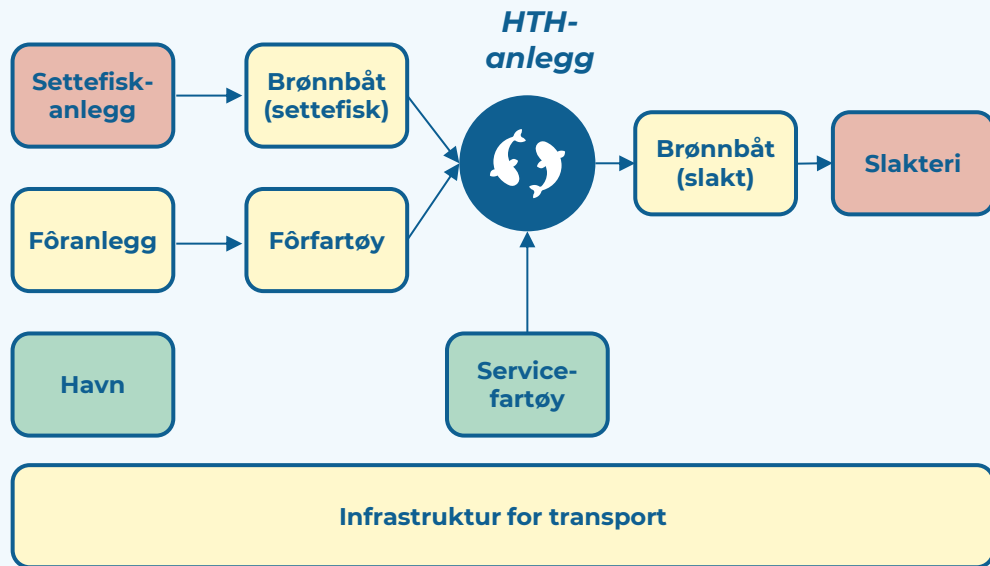 HTH-
anlegg
Settefisk-
anlegg
Brønnbåt
(settefisk)
Brønnbåt
(slakt)
Slakteri
Fôranlegg
Fôrfartøy
Havn
Service-
fartøy
Infrastruktur for transport